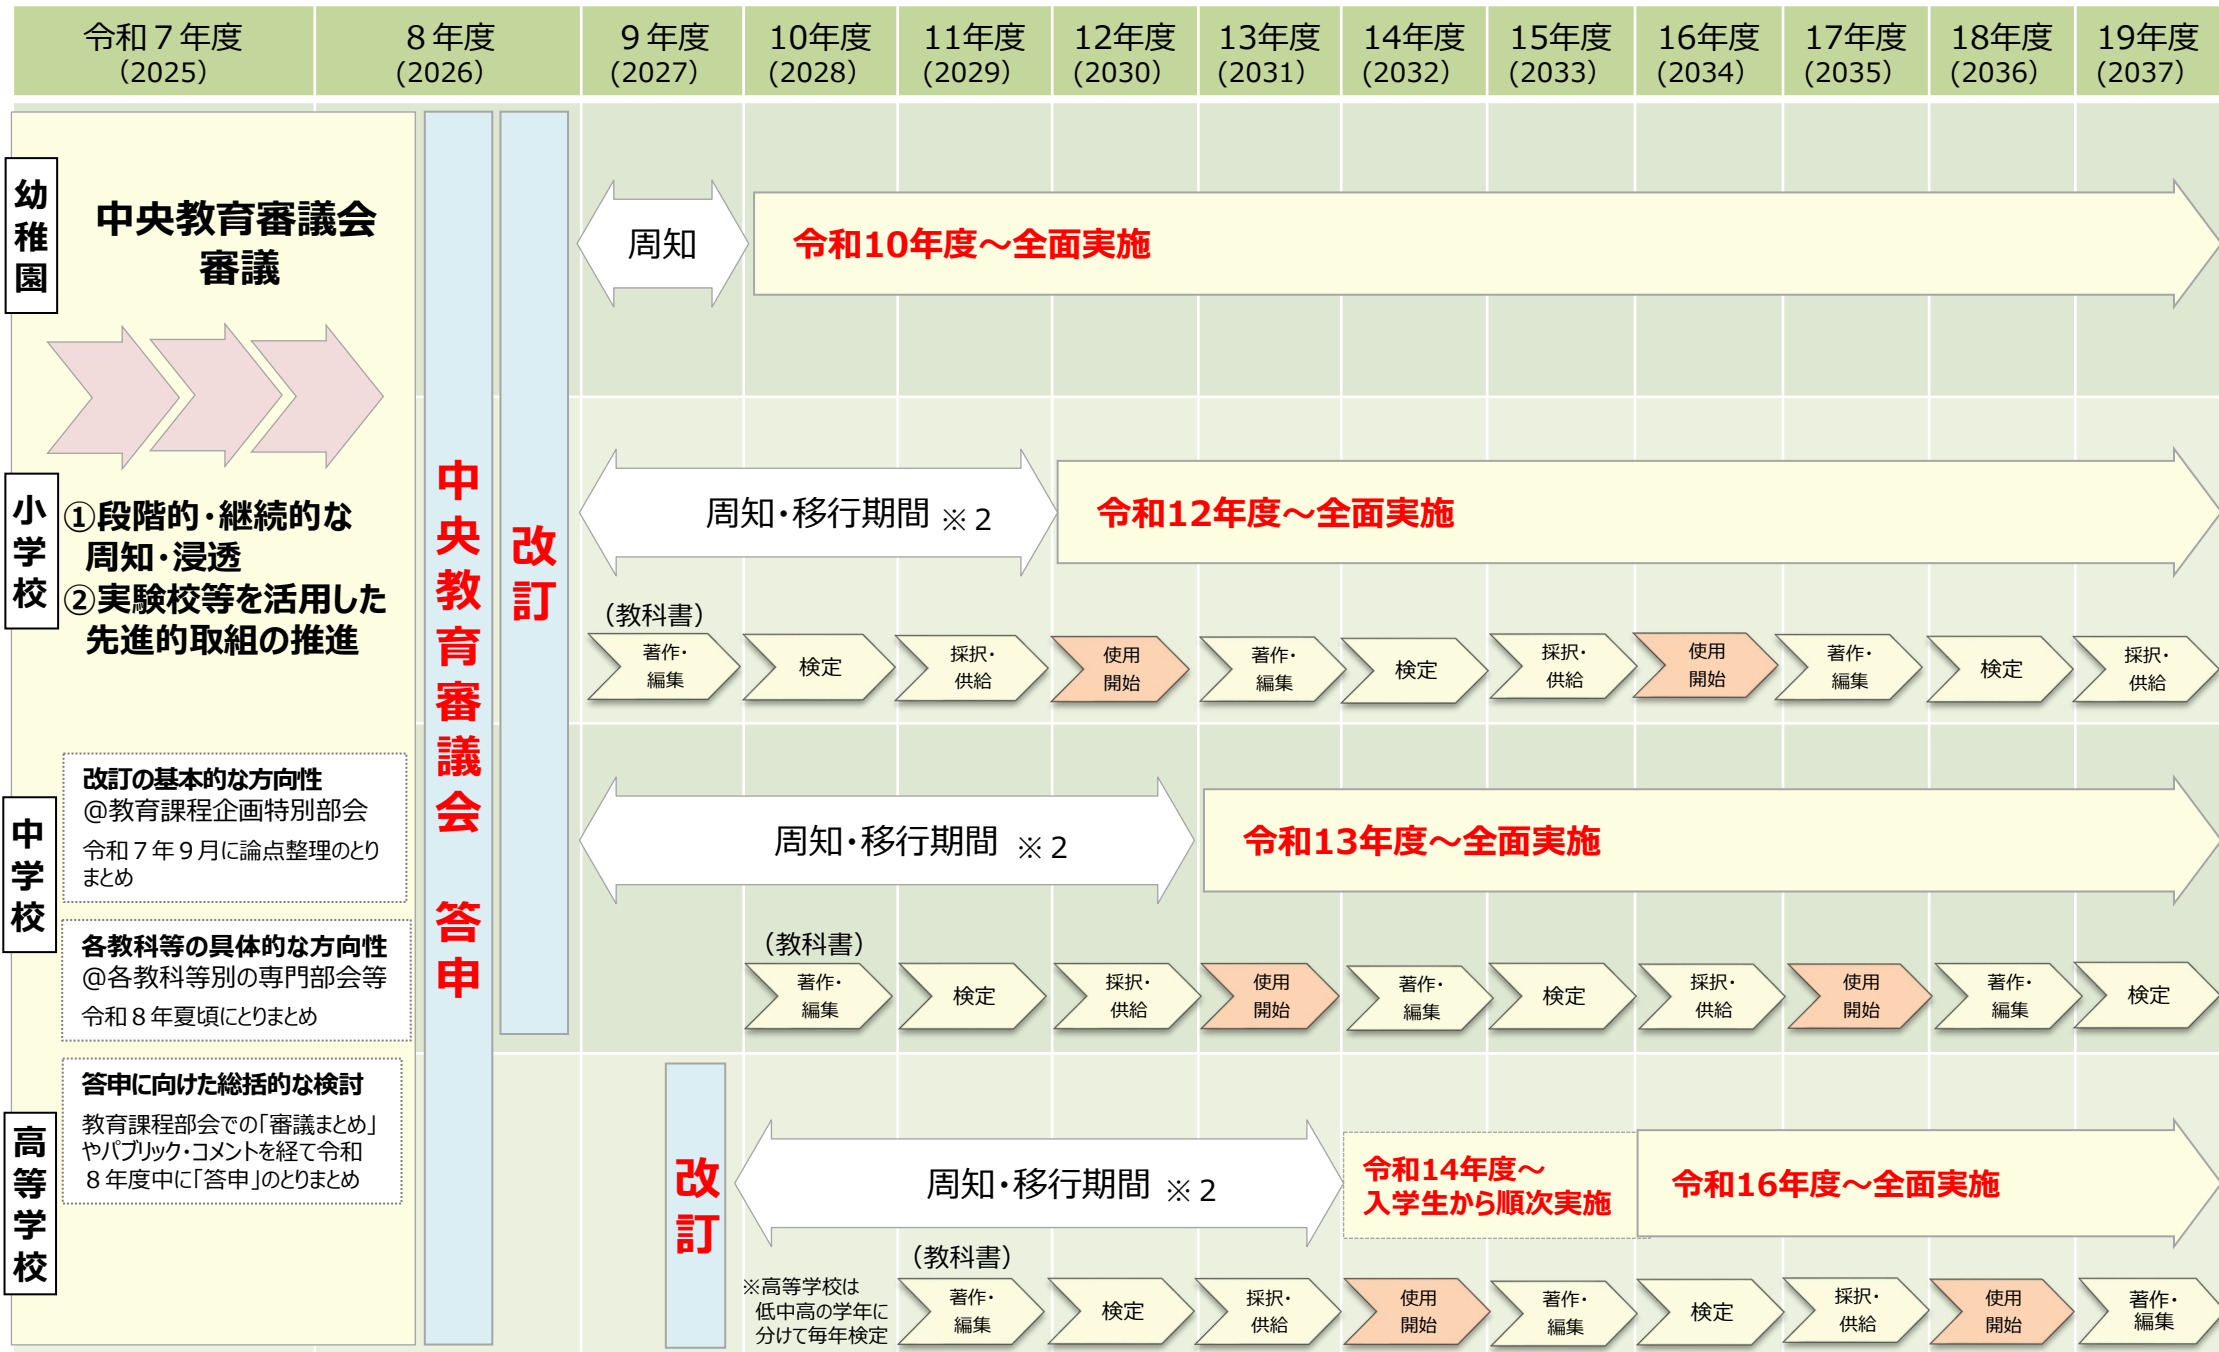 令和７年度
（2025）
８年度
（2026）
９年度
（2027）
10年度
（2028）
11年度
（2029）
12年度
（2030）
13年度
（2031）
14年度
（2032）
15年度
（2033）
16年度
（2034）
17年度
（2035）
18年度
（2036）
19年度
（2037）
中央教育審議会
審議
①段階的・継続的な
周知・浸透
②実験校等を活用した
先進的取組の推進
改訂の基本的な方向性
@教育課程企画特別部会
令和７年９月に論点整理のとり
まとめ
各教科等の具体的な方向性
@各教科等別の専門部会等
令和８年夏頃にとりまとめ
答申に向けた総括的な検討
教育課程部会での「審議まとめ」
やパブリック・コメントを経て令和
８年度中に「答申」のとりまとめ
中央教育審議会　答申
改訂
幼稚園
周知
令和10年度～全面実施
小学校
周知・移行期間 ※２
令和12年度～全面実施
（教科書）
著作・
編集
検定
採択・
供給
使用
開始
著作・
編集
検定
採択・
供給
使用
開始
著作・
編集
検定
採択・
供給
中学校
周知・移行期間 ※２
令和13年度～全面実施
（教科書）
著作・
編集
検定
採択・
供給
使用
開始
著作・
編集
検定
採択・
供給
使用
開始
著作・
編集
検定
高等学校
改訂
周知・移行期間 ※２
令和14年度～
入学生から順次実施
令和16年度～全面実施
（教科書）
※高等学校は
低中高の学年に
分けて毎年検定
著作・
編集
検定
採択・
供給
使用
開始
著作・
編集
検定
採択・
供給
使用
開始
著作・
編集